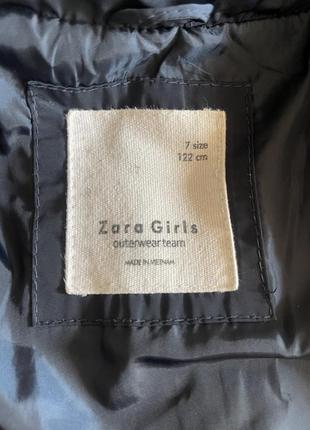 7 size
122 cm
Zara Girls
outerwear team
MADE IN VIETNAM